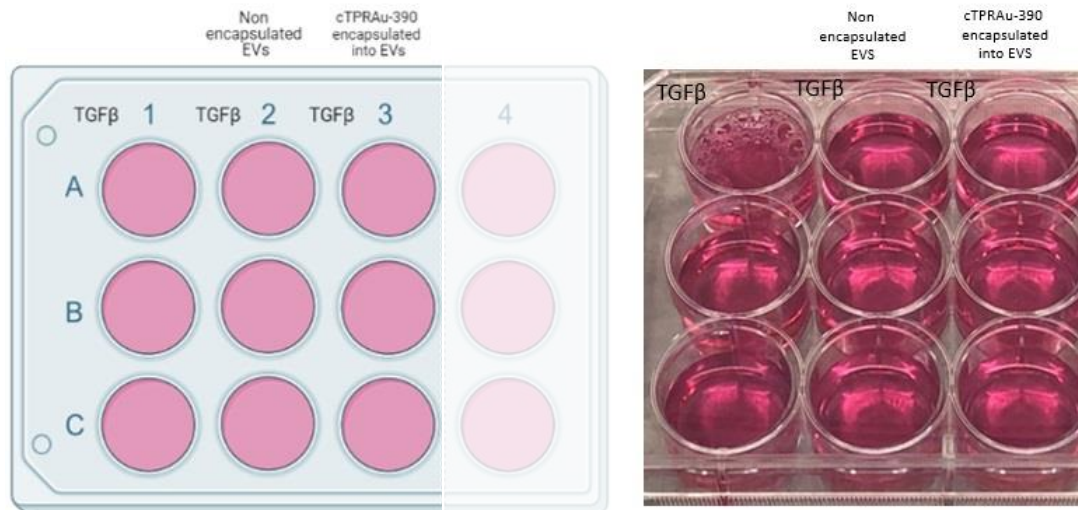 Non
encapsulated
EVs
cTPRAu-390
encapsulated
into EVs
TGFβ 1 TGFβ 2 TGFβ 3 4
A
B
C
Non
encapsulated
EVS
cTPRAu-390
encapsulated
into EVS
TGFβ TGFβ TGFβ